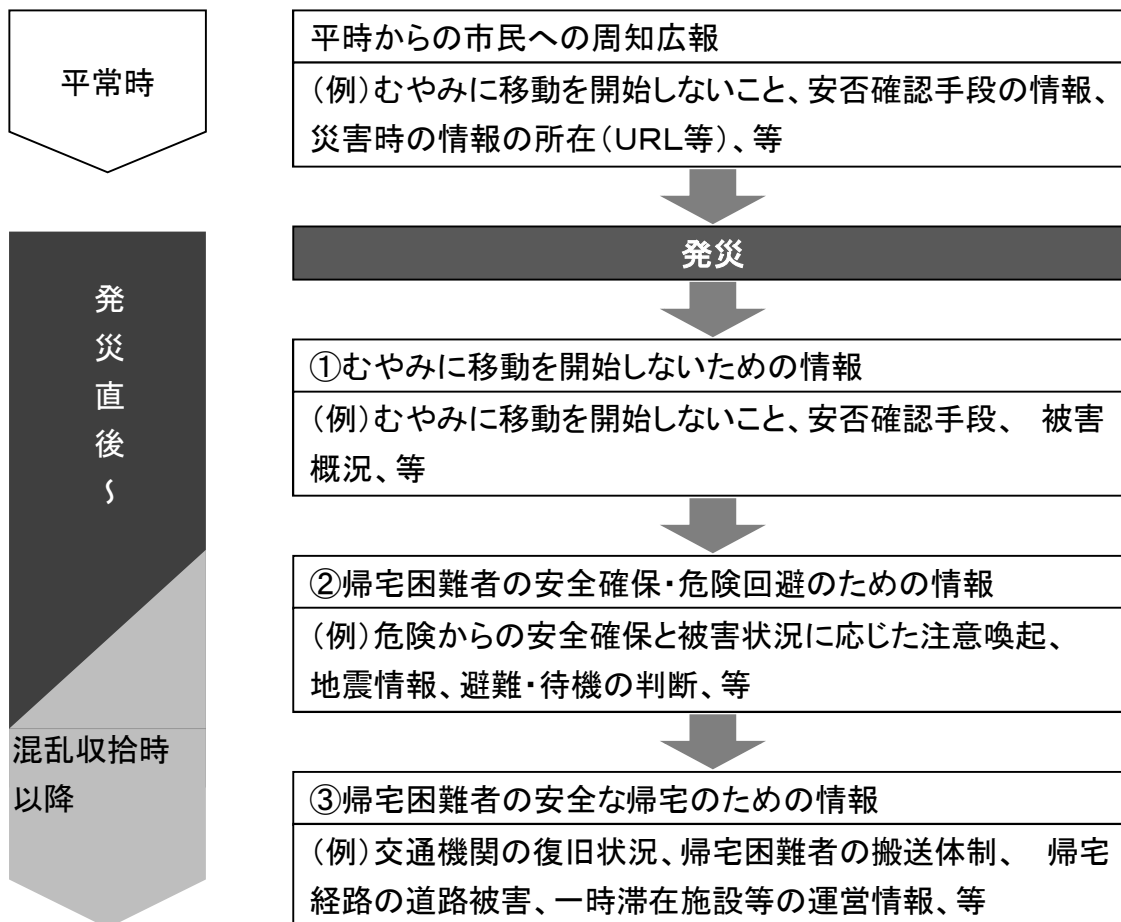 平常時
平時からの市民への周知広報
(例)むやみに移動を開始しないこと、安否確認手段の情報、
災害時の情報の所在(URL等)、等
発災
発災直後~
①むやみに移動を開始しないための情報
(例)むやみに移動を開始しないこと、安否確認手段、 被害
概況、等
②帰宅困難者の安全確保・危険回避のための情報
(例)危険からの安全確保と被害状況に応じた注意喚起、
地震情報、避難・待機の判断、等
混乱収拾時
以降
③帰宅困難者の安全な帰宅のための情報
(例)交通機関の復旧状況、帰宅困難者の搬送体制、 帰宅
経路の道路被害、一時滞在施設等の運営情報、等